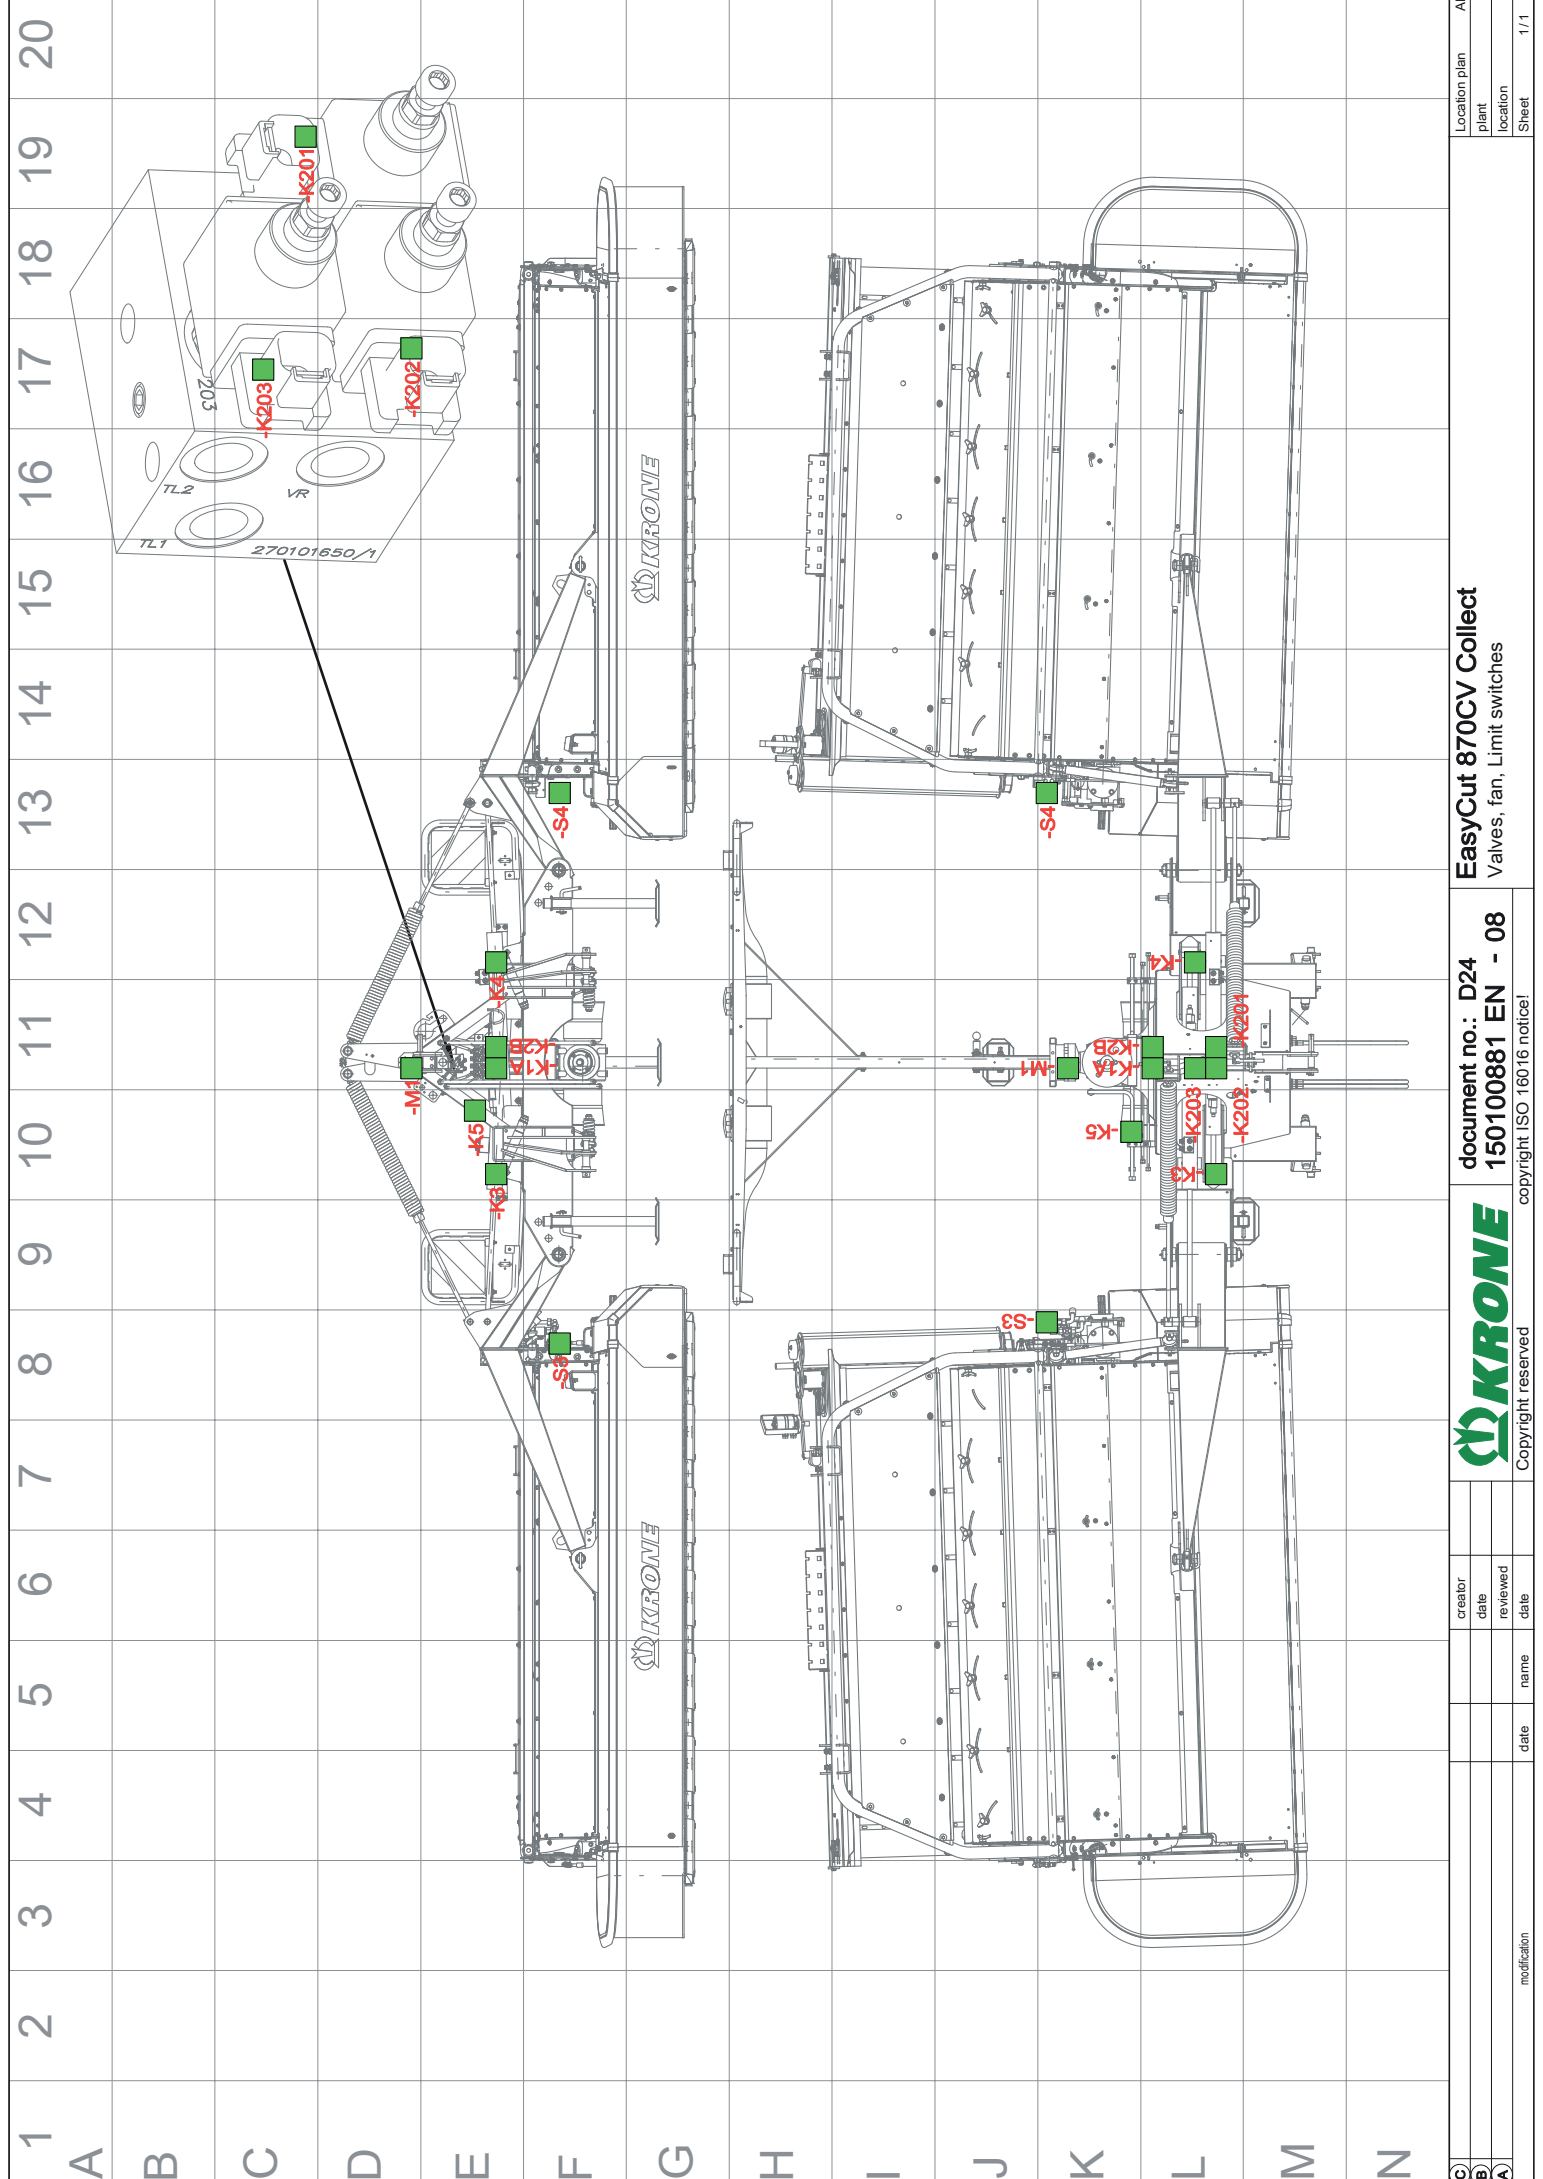 1 2 3 4 5 6 7 8 9 10 11 12 13 14 15 16 17 18 19 20
A
B
C
D
E
F
G
H
I
J
K
L
M
N
-K201
-K203
-K202
203
TL2
VR
TL1
270101650/1
-M1
-K5
-K3
-K1A
-K2B
-K4
-S3
-S4
KRONE
KRONE
-S3
-S4
-M1
-K5
-K1A
-K2B
-K4
-K3
-K203
-K202
-K201
C
B
A
modification
date
name
creator
date
reviewed
date
KRONE
Copyright reserved
document no.: D24
150100881 EN - 08
copyright ISO 16016 notice!
EasyCut 870CV Collect
Valves, fan, Limit switches
Location plan
plant
location
Sheet 1/1